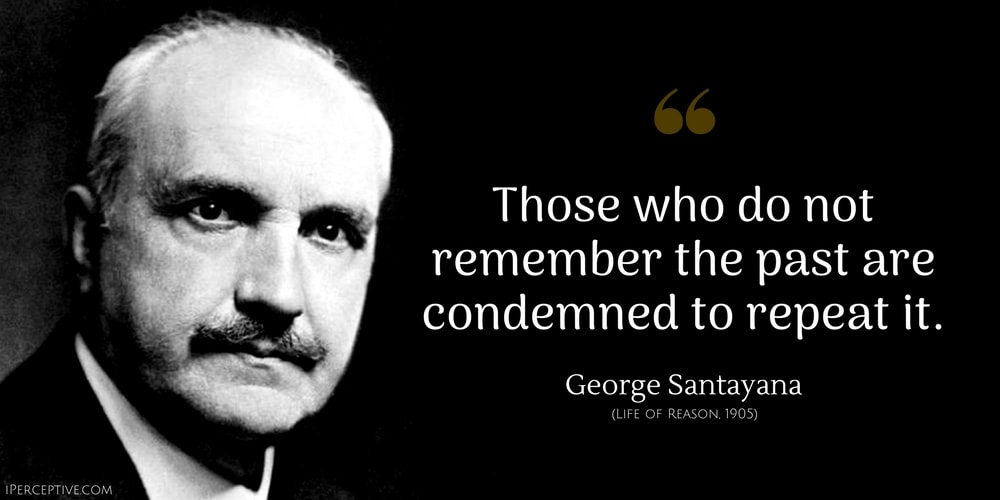 “
Those who do not
remember the past are
condemned to repeat it.
George Santayana
(Life of Reason, 1905)
iPerceptive.com